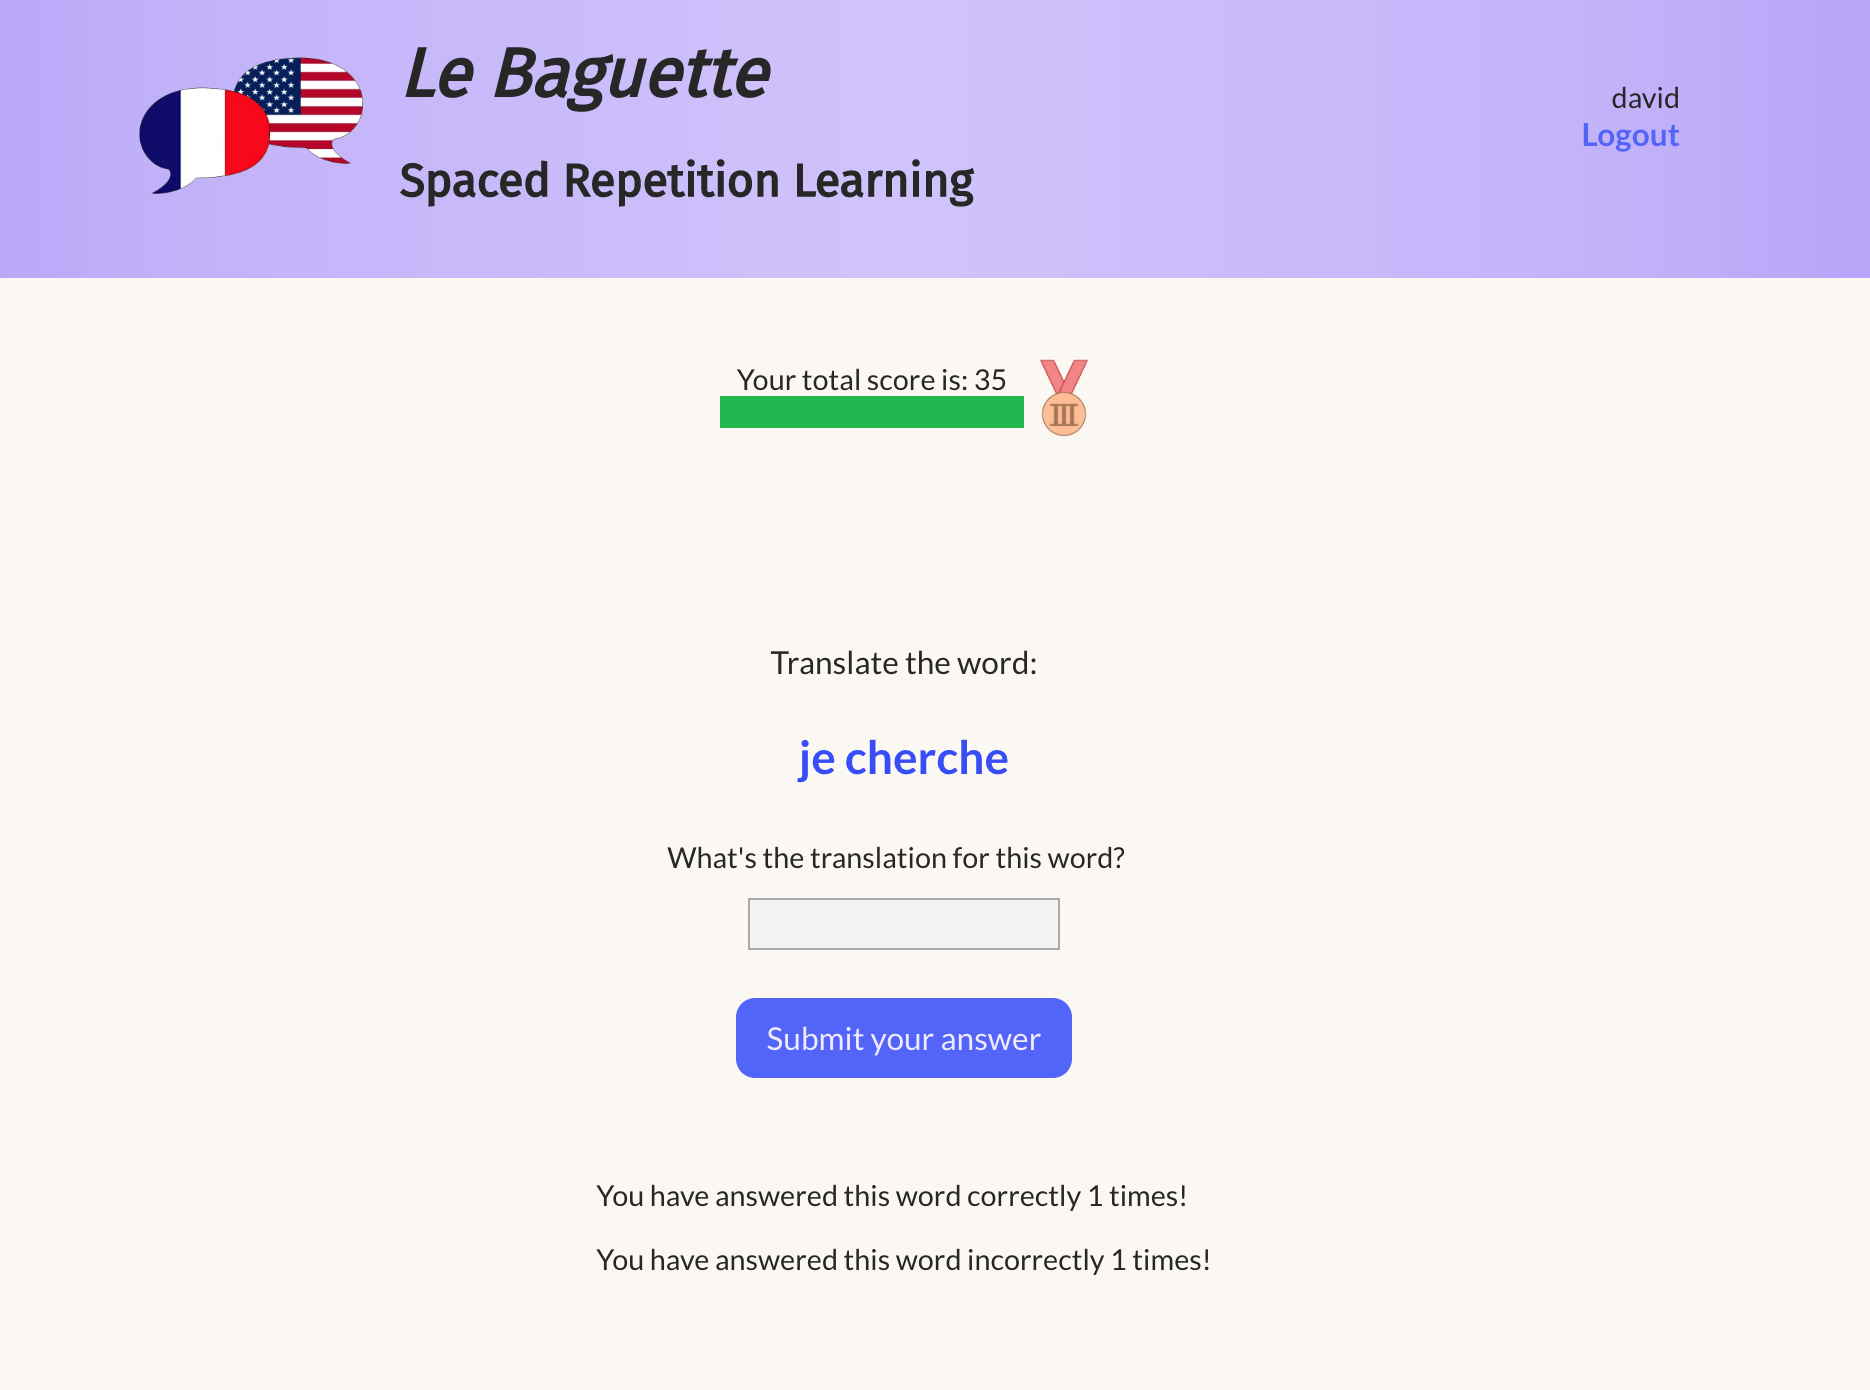 Le Baguette
Spaced Repetition Learning
david
Logout
Your total score is: 35
III
Translate the word:
je cherche
What's the translation for this word?
Submit your answer
You have answered this word correctly 1 times!
You have answered this word incorrectly 1 times!